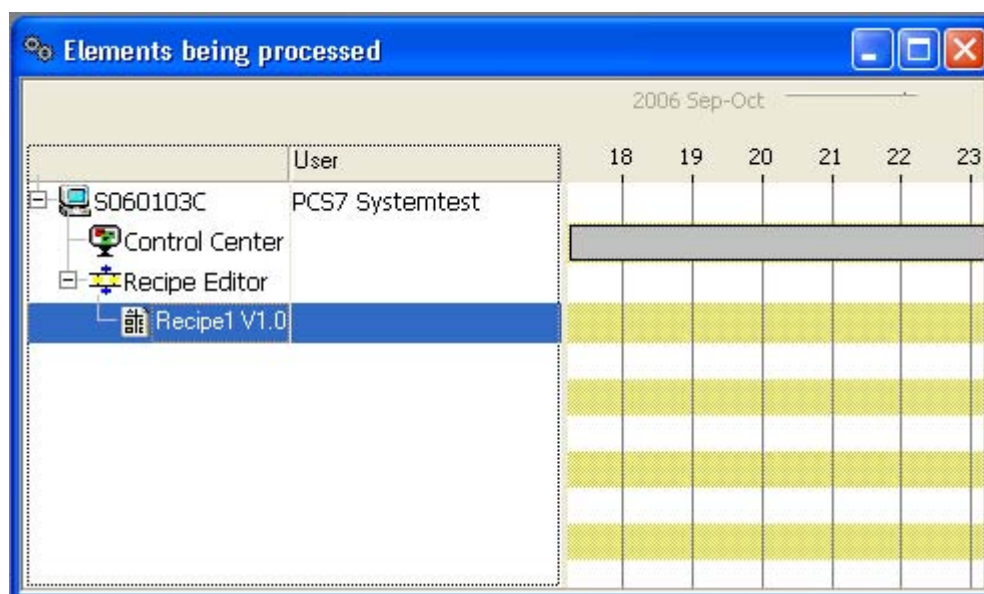 Elements being processed
2006 Sep-Oct
User 18 19 20 21 22 23
S060103C PCS7 Systemtest
Control Center
Recipe Editor
Recipe1 V1.0